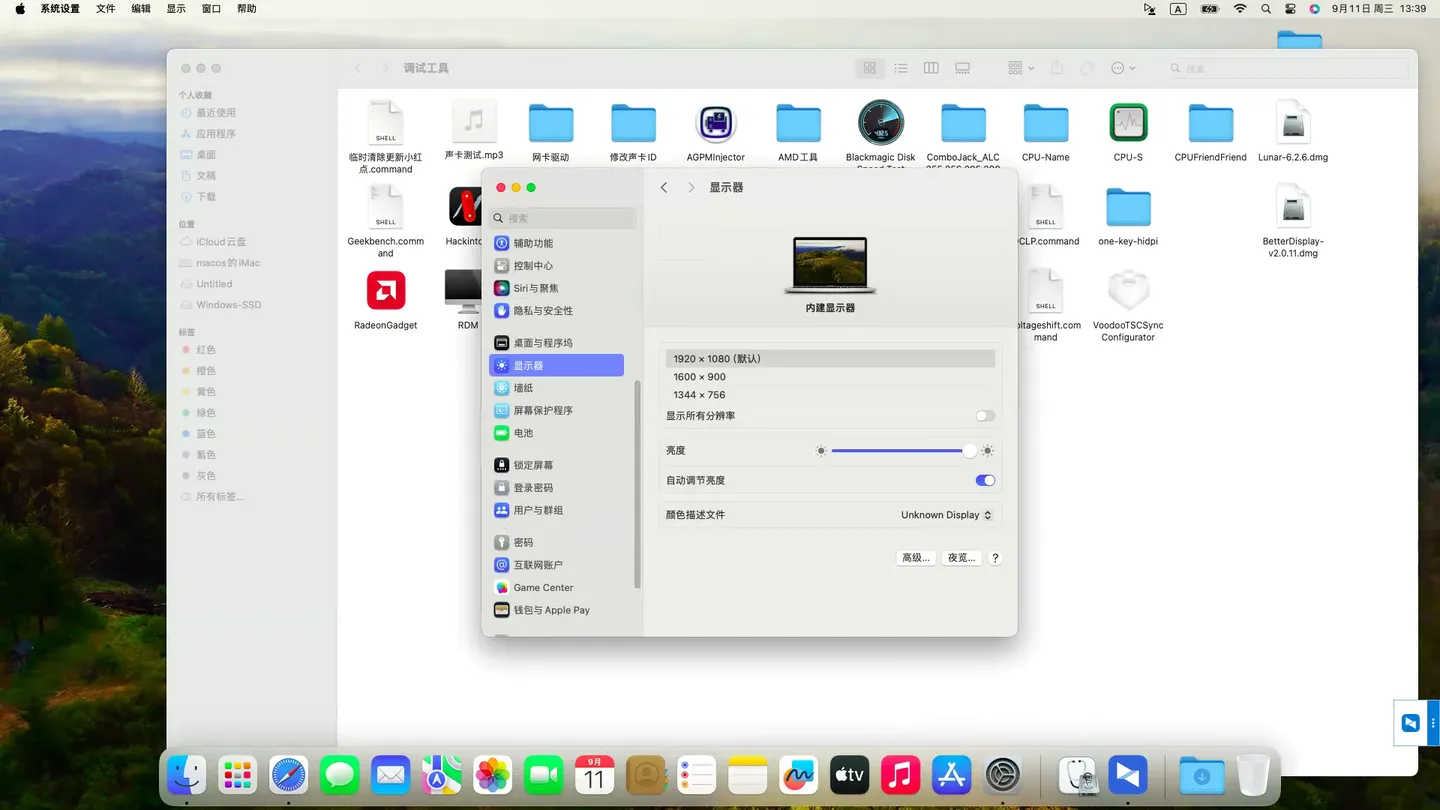 系统设置 文件 编辑 显示 窗口 帮助
A
9月11日 周三 13:39
调试工具
搜索
个人收藏
最近使用
应用程序
桌面
文稿
下载
位置
iCloud云盘
macos的iMac
Untitled
Windows-SSD
标签
红色
橙色
黄色
绿色
蓝色
紫色
灰色
所有标签...
SHELL
临时清除更新小红
点.command
声卡测试.mp3
网卡驱动
修改声卡ID
AGPMInjector
AMD工具
Blackmagic Disk
ComboJack_ALC
CPU-Name
CPU-S
CPUFriendFriend
Lunar-6.2.6.dmg
SHELL
Geekbench.comm
and
Hackinto
SHELL
CLP.command
one-key-hidpi
BetterDisplay-
v2.0.11.dmg
RadeonGadget
RDM
SHELL
oltageshift.co
mmand
VoodooTSCSync
Configurator
搜索
辅助功能
控制中心
Siri与聚焦
隐私与安全性
桌面与程序坞
显示器
墙纸
屏幕保护程序
电池
锁定屏幕
登录密码
用户与群组
密码
互联网账户
Game Center
钱包与 Apple Pay
显示器
内建显示器
1920 × 1080 (默认)
1600 × 900
1344 × 756
显示所有分辨率
亮度
自动调节亮度
颜色描述文件
Unknown Display
高级...
夜览...
?
9月
11
tv